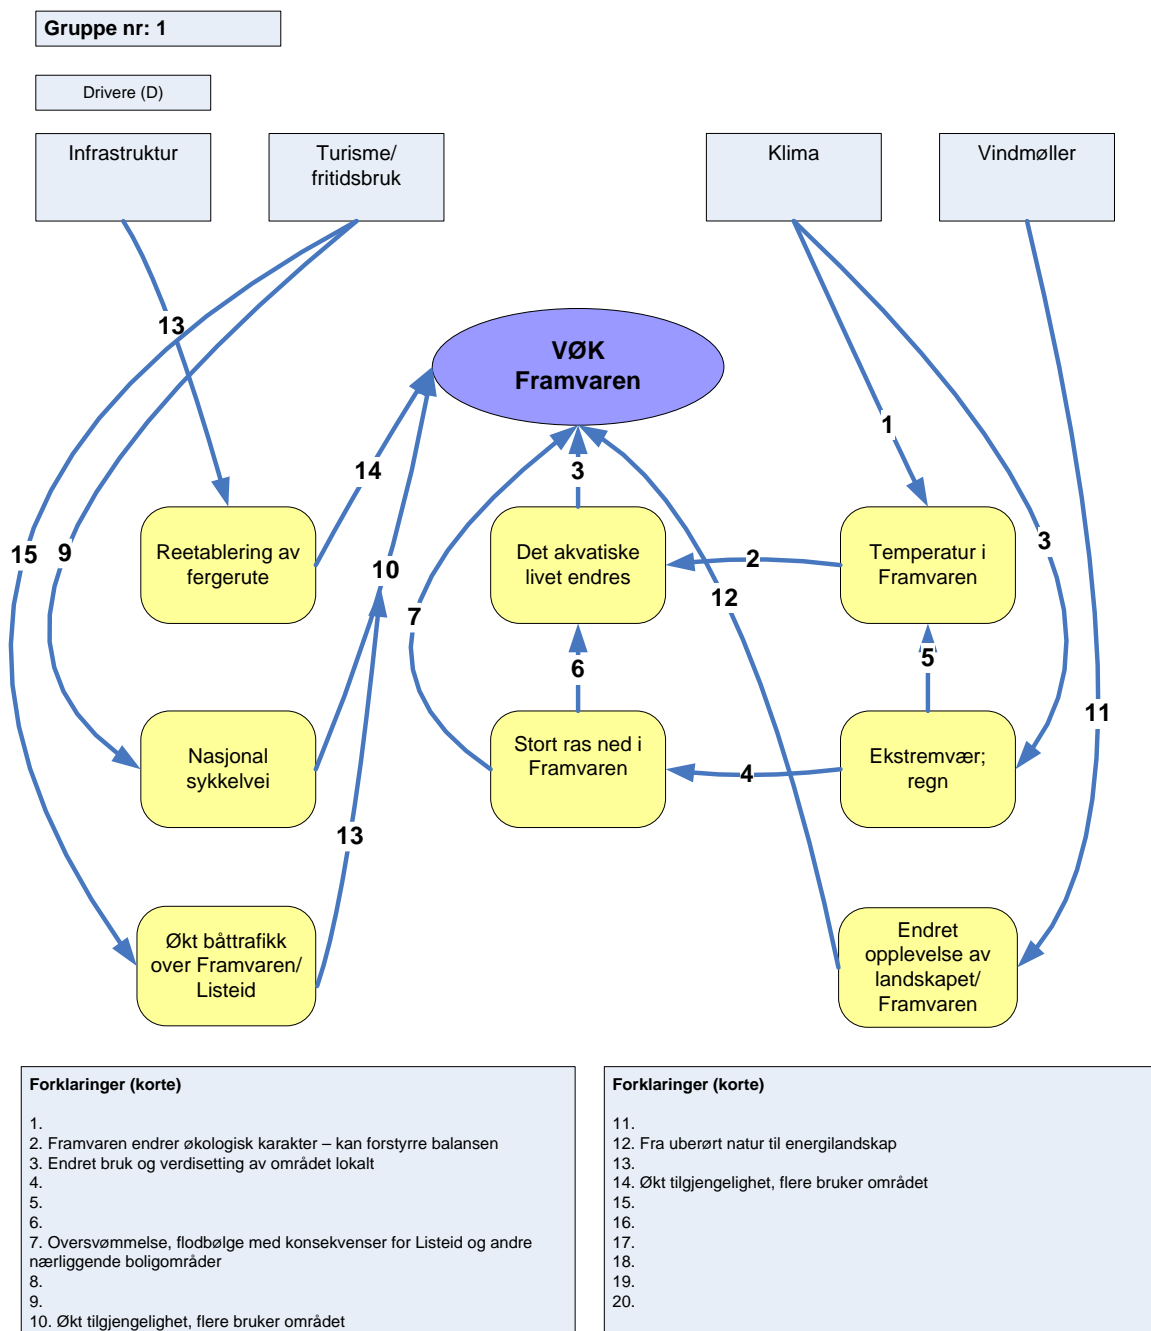 Gruppe nr: 1
Drivere (D)
Infrastruktur
Turisme/
fritidsbruk
Klima
Vindmøller
13
VØK
Framvaren
1
14
3
15
9
Reetablering av
fergerute
10
Det akvatiske
livet endres
2
Temperatur i
Framvaren
3
12
7
6
5
11
Nasjonal
sykkelvei
Stort ras ned i
Framvaren
4
Ekstremvær;
regn
13
Økt båttrafikk
over Framvaren/
Listeid
Endret
opplevelse av
landskapet/
Framvaren
Forklaringer (korte)
1.
2. Framvaren endrer økologisk karakter – kan forstyrre balansen
3. Endret bruk og verdisetting av området lokalt
4.
5.
6.
7. Oversvømmelse, flodbølge med konsekvenser for Listeid og andre
nærliggende boligområder
8.
9.
10. Økt tilgjengelighet, flere bruker området
Forklaringer (korte)
11.
12. Fra uberørt natur til energilandskap
13.
14. Økt tilgjengelighet, flere bruker området
15.
16.
17.
18.
19.
20.